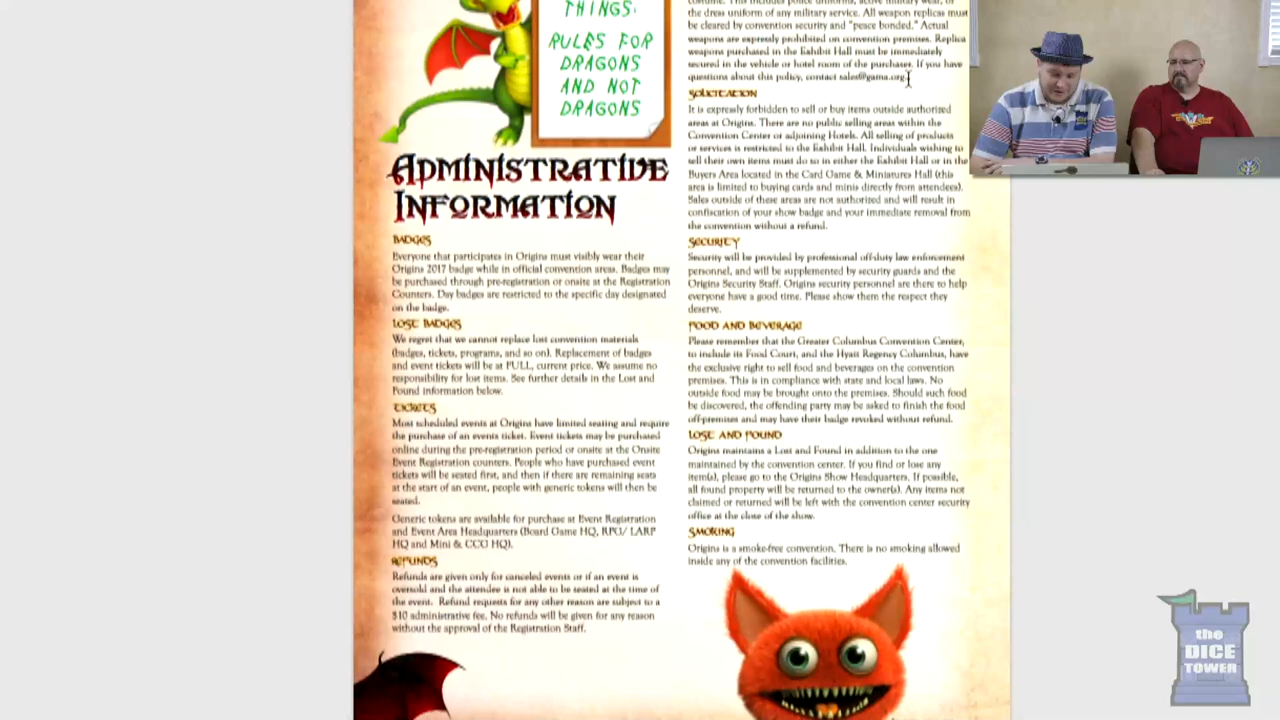 THINGS:
RULES FOR
DRAGONS
AND NOT
DRAGONS
ADMINISTRATIVE
INFORMATION
BADGES
Everyone that participates in Origins must visibly wear their
Origins 2017 badge while in official convention areas. Badges may
be purchased through pre-registration or onsite at the Registration
Counters. Day badges are restricted to the specific day designated
on the badge.
LOST BADGES
We regret that we cannot replace lost convention materials
(badges, tickets, programs, and so on). Replacement of badges
and event tickets will be at FULL, current price. We assume no
responsibility for lost items. See further details in the Lost and
Found information below.
TICKETS
Most scheduled events at Origins have limited seating and require
the purchase of an events ticket. Event tickets may be purchased
online during the pre-registration period or onsite at the Onsite
Event Registration counters. People who have purchased event
tickets will be seated first, and then if there are remaining seats
at the start of an event, people with generic tokens will then be
seated.
Generic tokens are available for purchase at Event Registration
and Event Area Headquarters (Board Game HQ, RPG/ LARP
HQ and Mini & CCG HQ).
REFUNDS
Refunds are given only for canceled events or if an event is
oversold and the attendee is not able to be seated at the time of
the event. Refund requests for any other reason are subject to a
$10 administrative fee. No refunds will be given for any reason
without the approval of the Registration Staff.
the dress uniform of any military service. All weapon replicas must
be cleared by convention security and "peace bonded." Actual
weapons are expressly prohibited on convention premises. Replica
weapons purchased in the Exhibit Hall must be immediately
secured in the vehicle or hotel room of the purchaser. If you have
questions about this policy, contact sales@gama.org.
SOLICITATION
It is expressly forbidden to sell or buy items outside authorized
areas at Origins. There are no public selling areas within the
Convention Center or adjoining Hotels. All selling of products
or services is restricted to the Exhibit Hall. Individuals wishing to
sell their own items must do so in either the Exhibit Hall or in the
Buyers Area located in the Card Game & Miniatures Hall (this
area is limited to buying cards and minis directly from attendees).
Sales outside of these areas are not authorized and will result in
confiscation of your show badge and your immediate removal from
the convention without a refund.
SECURITY
Security will be provided by professional off-duty law enforcement
personnel, and will be supplemented by security guards and the
Origins Security Staff. Origins security personnel are there to help
everyone have a good time. Please show them the respect they
deserve.
FOOD AND BEVERAGE
Please remember that the Greater Columbus Convention Center,
to include its Food Court, and the Hyatt Regency Columbus, have
the exclusive right to sell food and beverages on the convention
premises. This is in compliance with state and local laws. No
outside food may be brought onto the premises. Should such food
be discovered, the offending party may be asked to finish the food
off-premises and may have their badge revoked without refund.
LOST AND FOUND
Origins maintains a Lost and Found in addition to the one
maintained by the convention center. If you find or lose any
item(s), please go to the Origins Show Headquarters. If possible,
all found property will be returned to the owner(s). Any items not
claimed or returned will be left with the convention center security
office at the close of the show.
SMOKING
Origins is a smoke-free convention. There is no smoking allowed
inside any of the convention facilities.
the
DICE
TOWER